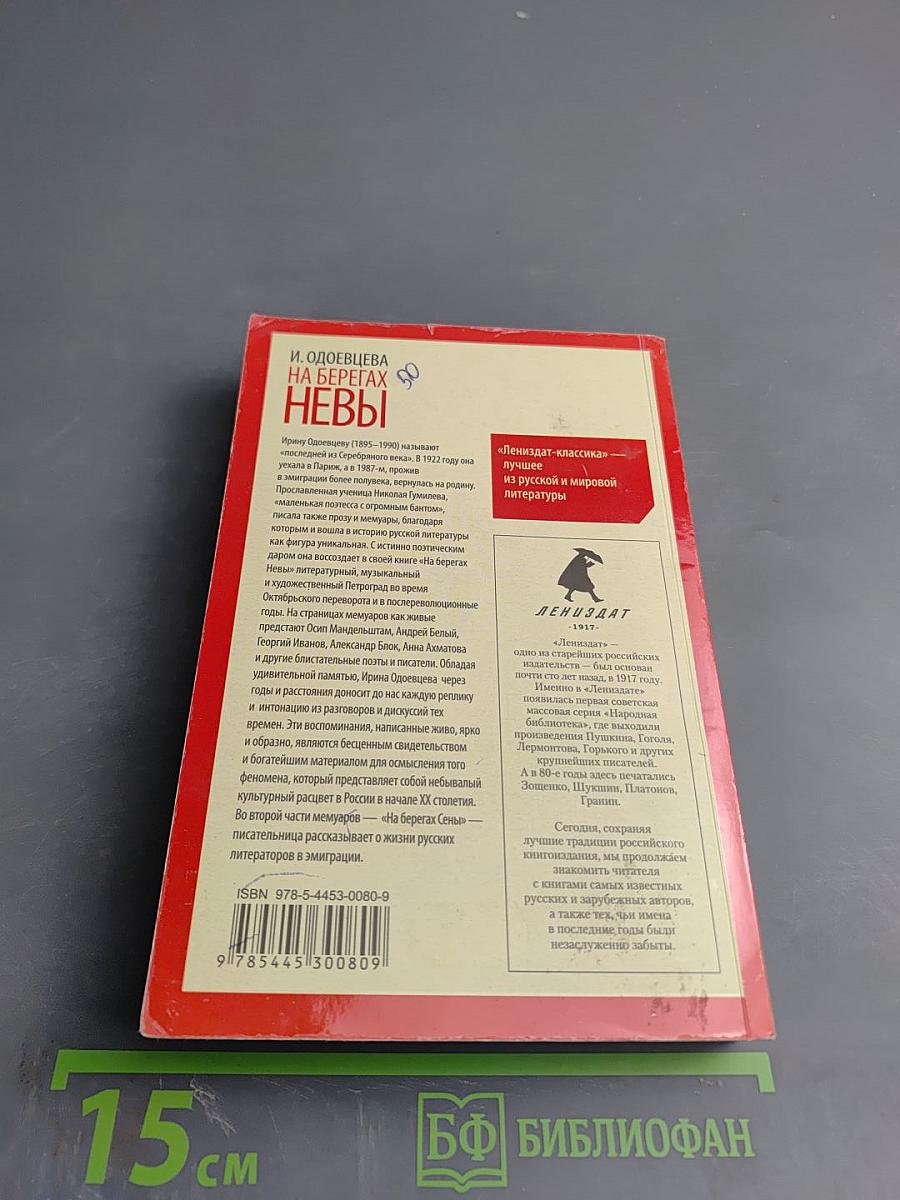 И. ОДОЕВЦЕВА
НА БЕРЕГАХ
НЕВЫ
50
Ирину Одоевцеву (1895–1990) называют
«последней из Серебряного века». В 1922 году она
уехала в Париж, а в 1987-м, прожив
в эмиграции более полувека, вернулась на родину.
Прославленная ученица Николая Гумилева,
«маленькая поэтесса с огромным бантом»,
писала также прозу и мемуары, благодаря
которым и вошла в историю русской литературы
как фигура уникальная. С истинно поэтическим
даром она воссоздает в своей книге «На берегах
Невы» литературный, музыкальный
и художественный Петроград во время
Октябрьского переворота и в послереволюционные
годы. На страницах мемуаров как живые
предстают Осип Мандельштам, Андрей Белый,
Георгий Иванов, Александр Блок, Анна Ахматова
и другие блистательные поэты и писатели. Обладая
удивительной памятью, Ирина Одоевцева через
годы и расстояния доносит до нас каждую реплику
и интонацию из разговоров и дискуссий тех
времен. Эти воспоминания, написанные живо, ярко
и образно, являются бесценным свидетельством
и богатейшим материалом для осмысления того
феномена, который представляет собой небывалый
культурный расцвет в России в начале XX столетия.
Во второй части мемуаров — «На берегах Сены» —
писательница рассказывает о жизни русских
литераторов в эмиграции.
ISBN 978-5-4453-0080-9
9 785445 300809
«Лениздат-классика» —
лучшее
из русской и мировой
литературы
ЛЕНИЗДАТ
-1917-
«Лениздат» —
одно из старейших российских
издательств — был основан
почти сто лет назад, в 1917 году.
Именно в «Лениздате»
появилась первая советская
массовая серия «Народная
библиотека», где выходили
произведения Пушкина, Гоголя,
Лермонтова, Горького и других
крупнейших писателей.
А в 80-е годы здесь печатались
Зощенко, Шукшин, Платонов,
Гранин.
Сегодня, сохраняя
лучшие традиции российского
книгоиздания, мы продолжаем
знакомить читателя
с книгами самых известных
русских и зарубежных авторов,
а также тех, чьи имена
в последние годы были
незаслуженно забыты.
15 см
БФ БИБЛИОФАН